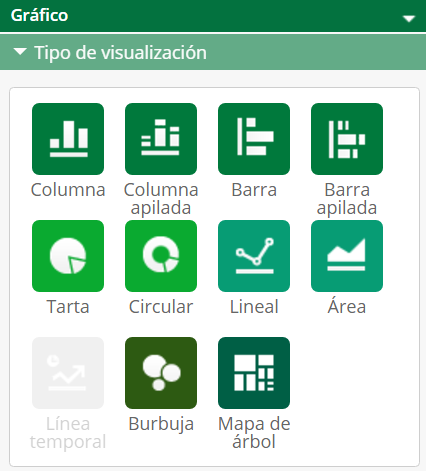 Gráfico
Tipo de visualización
Columna
Columna
apilada
Barra
Barra
apilada
Tarta
Circular
Lineal
Área
Línea
temporal
Burbuja
Mapa de
árbol